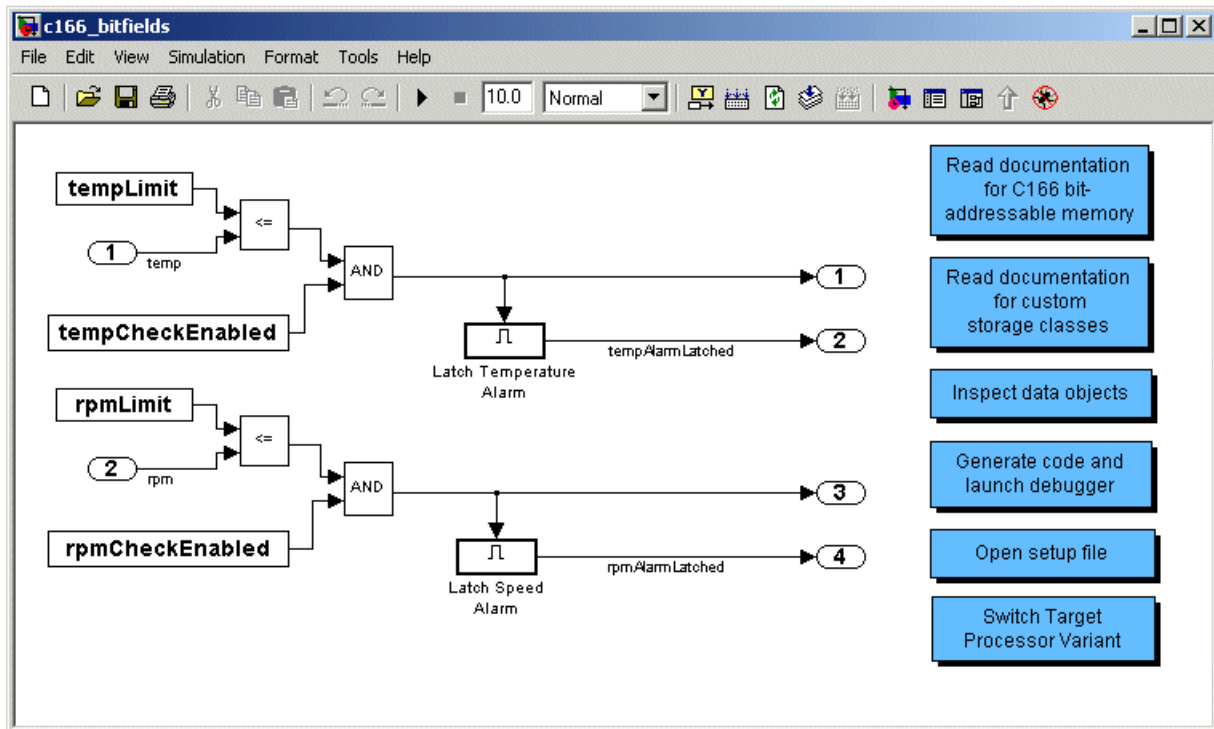 c166_bitfields
File Edit View Simulation Format Tools Help
10.0 Normal
tempLimit
<=
1
temp
AND
1
tempCheckEnabled
2
tempAlarmLatched
Latch Temperature
Alarm
rpmLimit
<=
2
rpm
AND
3
rpmCheckEnabled
4
rpmAlarmLatched
Latch Speed
Alarm
Read documentation
for C166 bit-
addressable memory
Read documentation
for custom
storage classes
Inspect data objects
Generate code and
launch debugger
Open setup file
Switch Target
Processor Variant